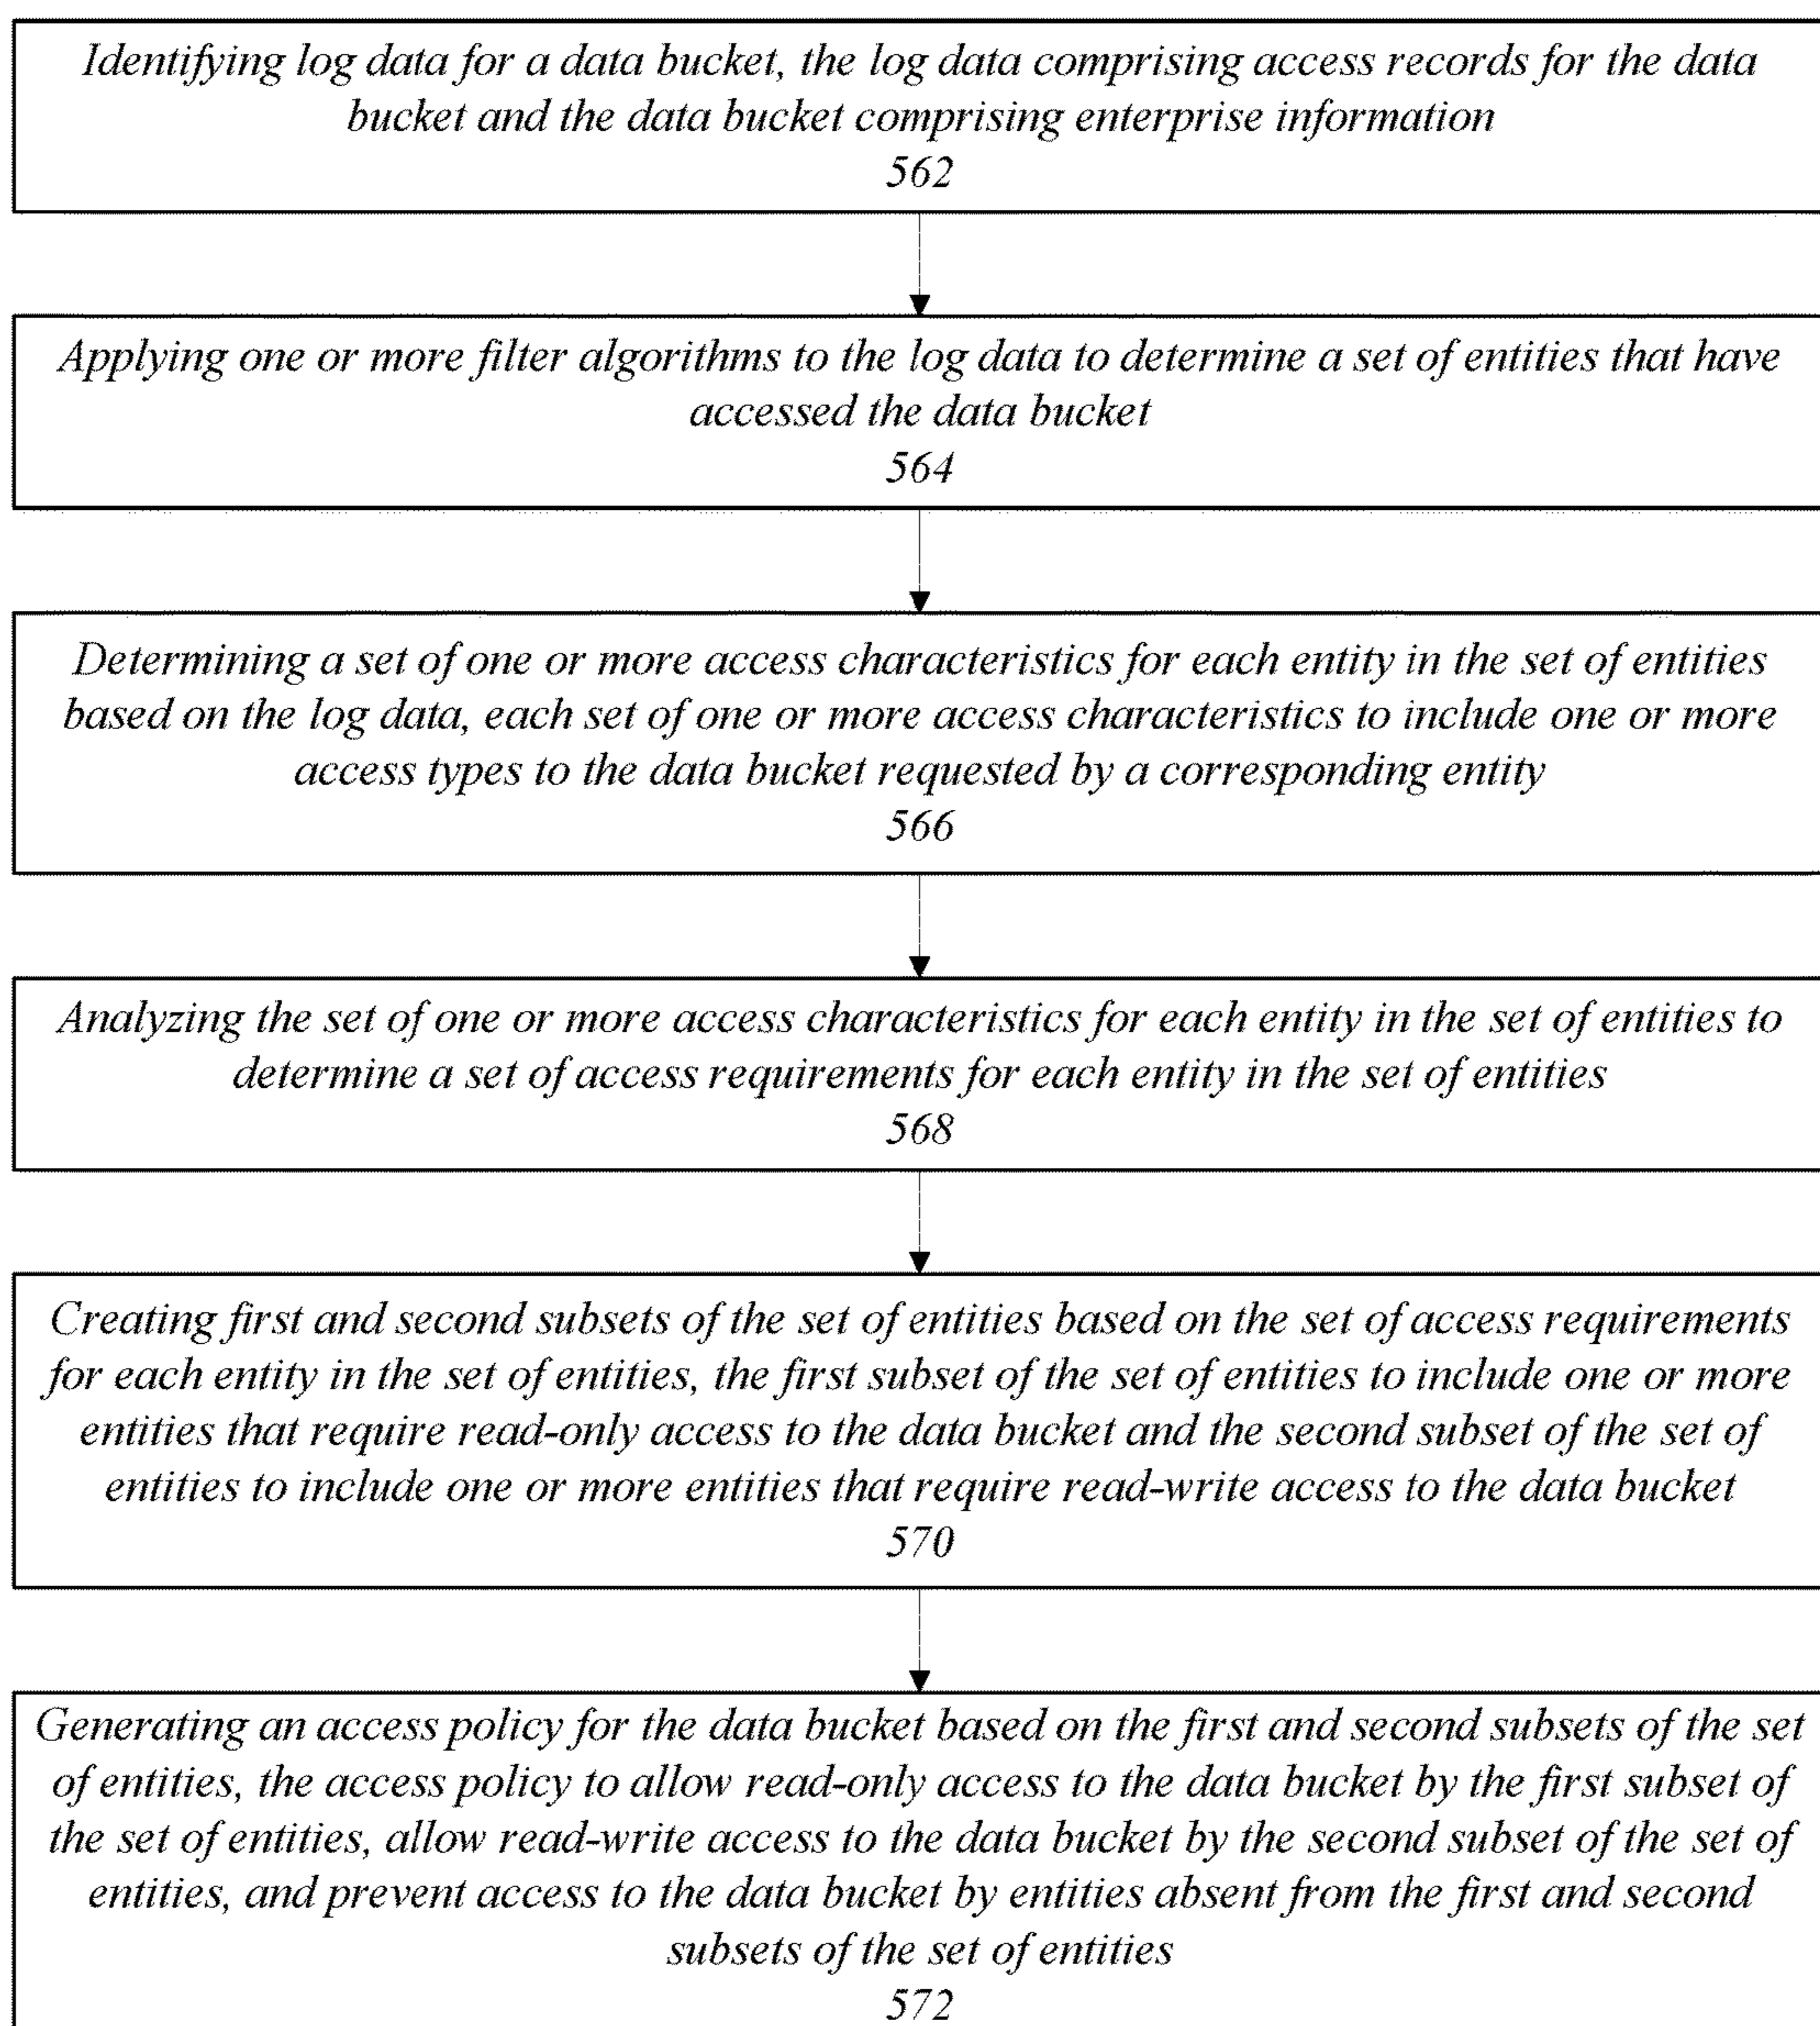 Identifying log data for a data bucket, the log data comprising access records for the data
bucket and the data bucket comprising enterprise information
562
Applying one or more filter algorithms to the log data to determine a set of entities that have
accessed the data bucket
564
Determining a set of one or more access characteristics for each entity in the set of entities
based on the log data, each set of one or more access characteristics to include one or more
access types to the data bucket requested by a corresponding entity
566
Analyzing the set of one or more access characteristics for each entity in the set of entities to
determine a set of access requirements for each entity in the set of entities
568
Creating first and second subsets of the set of entities based on the set of access requirements
for each entity in the set of entities, the first subset of the set of entities to include one or more
entities that require read-only access to the data bucket and the second subset of the set of
entities to include one or more entities that require read-write access to the data bucket
570
Generating an access policy for the data bucket based on the first and second subsets of the set
of entities, the access policy to allow read-only access to the data bucket by the first subset of
the set of entities, allow read-write access to the data bucket by the second subset of the set of
entities, and prevent access to the data bucket by entities absent from the first and second
subsets of the set of entities
572